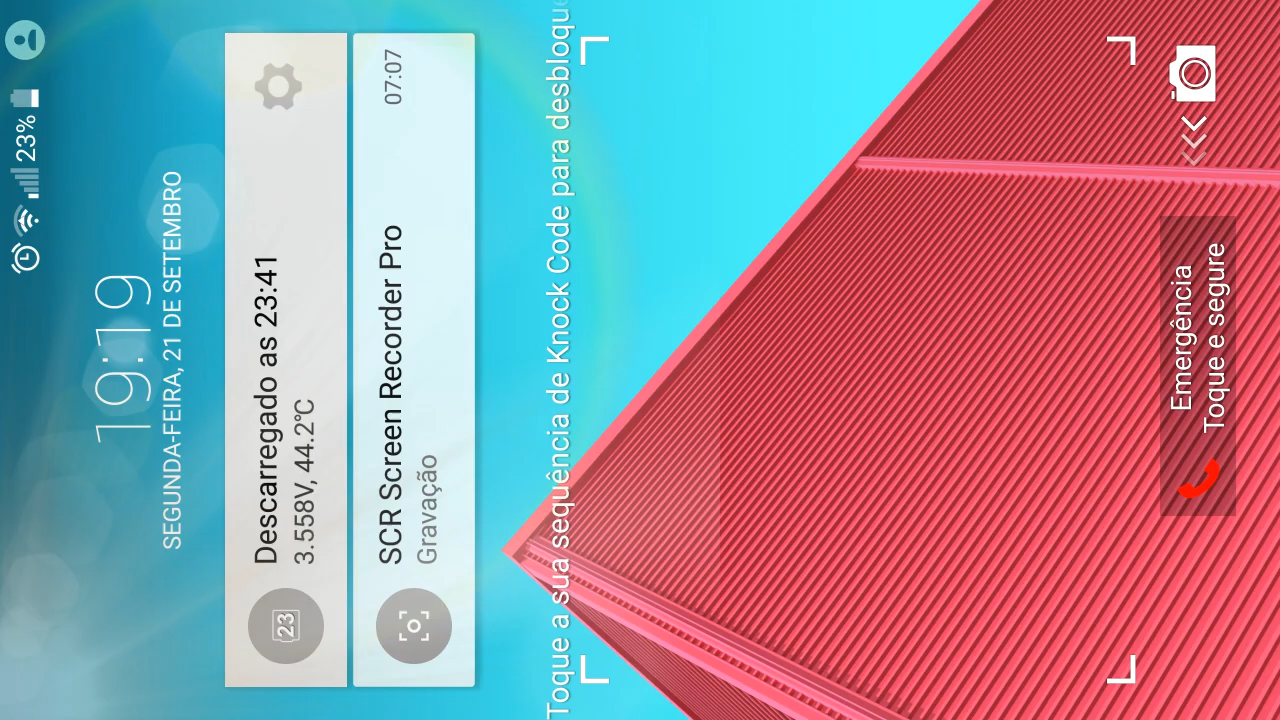 23%
19:19
SEGUNDA-FEIRA, 21 DE SETEMBRO
23
Descarregado as 23:41
3.558V, 44.2°C
SCR Screen Recorder Pro 07:07
Gravação
Toque a sua sequência de Knock Code para desbloque
Emergência
Toque e segure